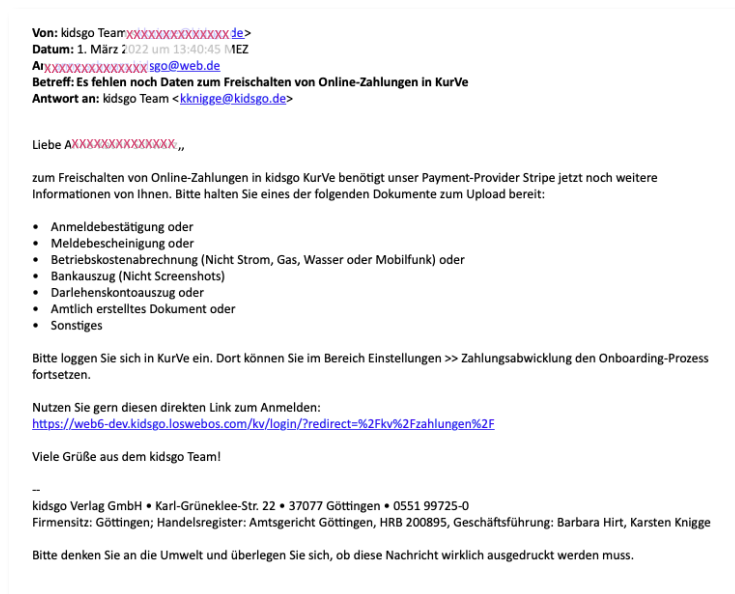 Von: kidsgo Team XXXXXXXXXXXXXX de>
Datum: 1. März 2022 um 13:40:45 MEZ
XXXXXXXXXXXXXX sgo@web.de
Betreff: Es fehlen noch Daten zum Freischalten von Online-Zahlungen in KurVe
Antwort an: kidsgo Team <kknigge@kidsgo.de>
Liebe AXXXXXXXXXXXXXX,,
zum Freischalten von Online-Zahlungen in kidsgo KurVe benötigt unser Payment-Provider Stripe jetzt noch weitere
Informationen von Ihnen. Bitte halten Sie eines der folgenden Dokumente zum Upload bereit:
• Anmeldebestätigung oder
• Meldebescheinigung oder
• Betriebskostenabrechnung (Nicht Strom, Gas, Wasser oder Mobilfunk) oder
• Bankauszug (Nicht Screenshots)
• Darlehenskontoauszug oder
• Amtlich erstelltes Dokument oder
• Sonstiges
Bitte loggen Sie sich in KurVe ein. Dort können Sie im Bereich Einstellungen >> Zahlungsabwicklung den Onboarding-Prozess
fortsetzen.
Nutzen Sie gern diesen direkten Link zum Anmelden:
https://web6-dev.kidsgo.loswebos.com/kv/login/?redirect=%2Fkv%2Fzahlungen%2F
Viele Grüße aus dem kidsgo Team!
--
kidsgo Verlag GmbH • Karl-Grüneklee-Str. 22 • 37077 Göttingen • 0551 99725-0
Firmensitz: Göttingen; Handelsregister: Amtsgericht Göttingen, HRB 200895, Geschäftsführung: Barbara Hirt, Karsten Knigge
Bitte denken Sie an die Umwelt und überlegen Sie sich, ob diese Nachricht wirklich ausgedruckt werden muss.